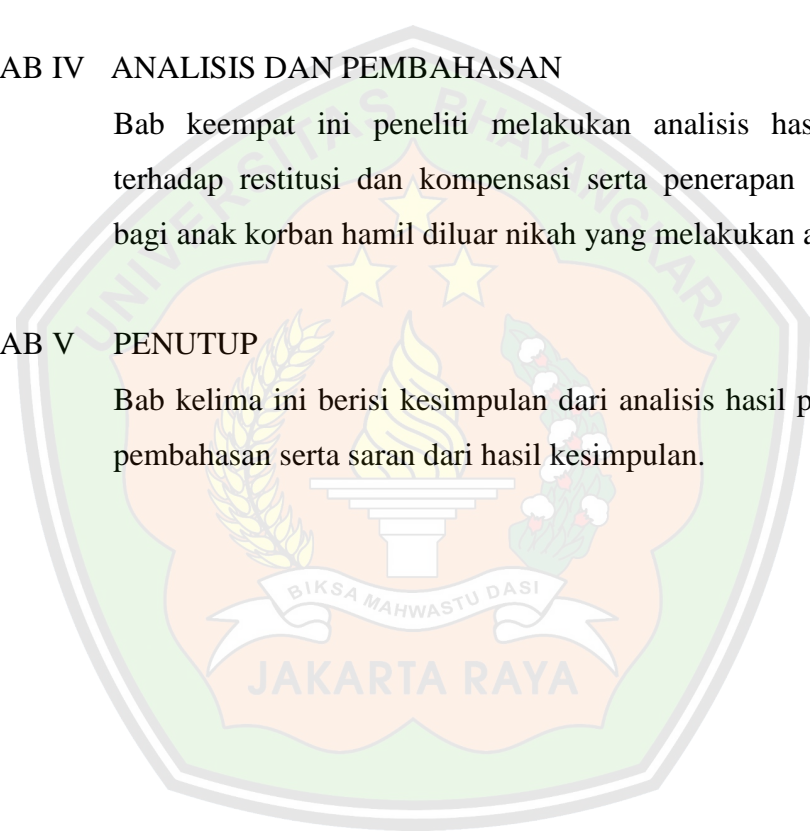 AB IV ANALISIS DAN PEMBAHASAN
Bab keempat ini peneliti melakukan analisis has
terhadap restitusi dan kompensasi serta penerapan
bagi anak korban hamil diluar nikah yang melakukan a
AB V PENUTUP
Bab kelima ini berisi kesimpulan dari analisis hasil p
pembahasan serta saran dari hasil kesimpulan.
UNIVERSITAS BHAYANGKARA
BIKSA MAHWASTU DASI
JAKARTA RAYA